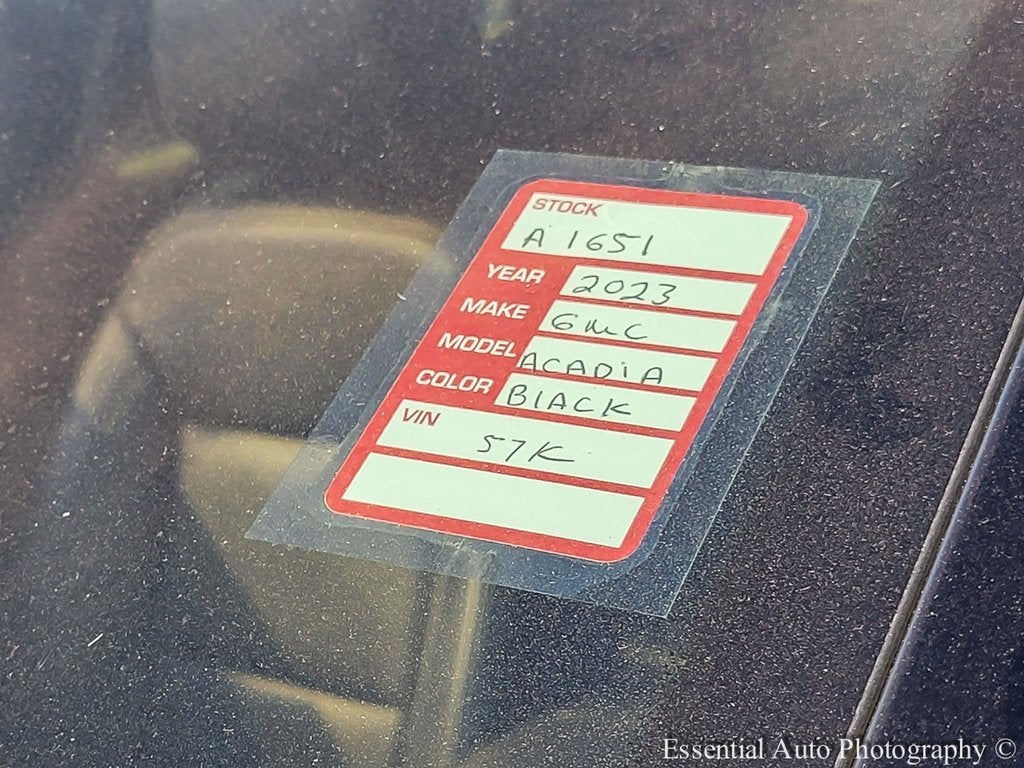 STOCK
A 1651
YEAR 2023
MAKE GMC
MODEL ACADiA
COLOR BlACK
VIN
57K
Essential Auto Photography ©